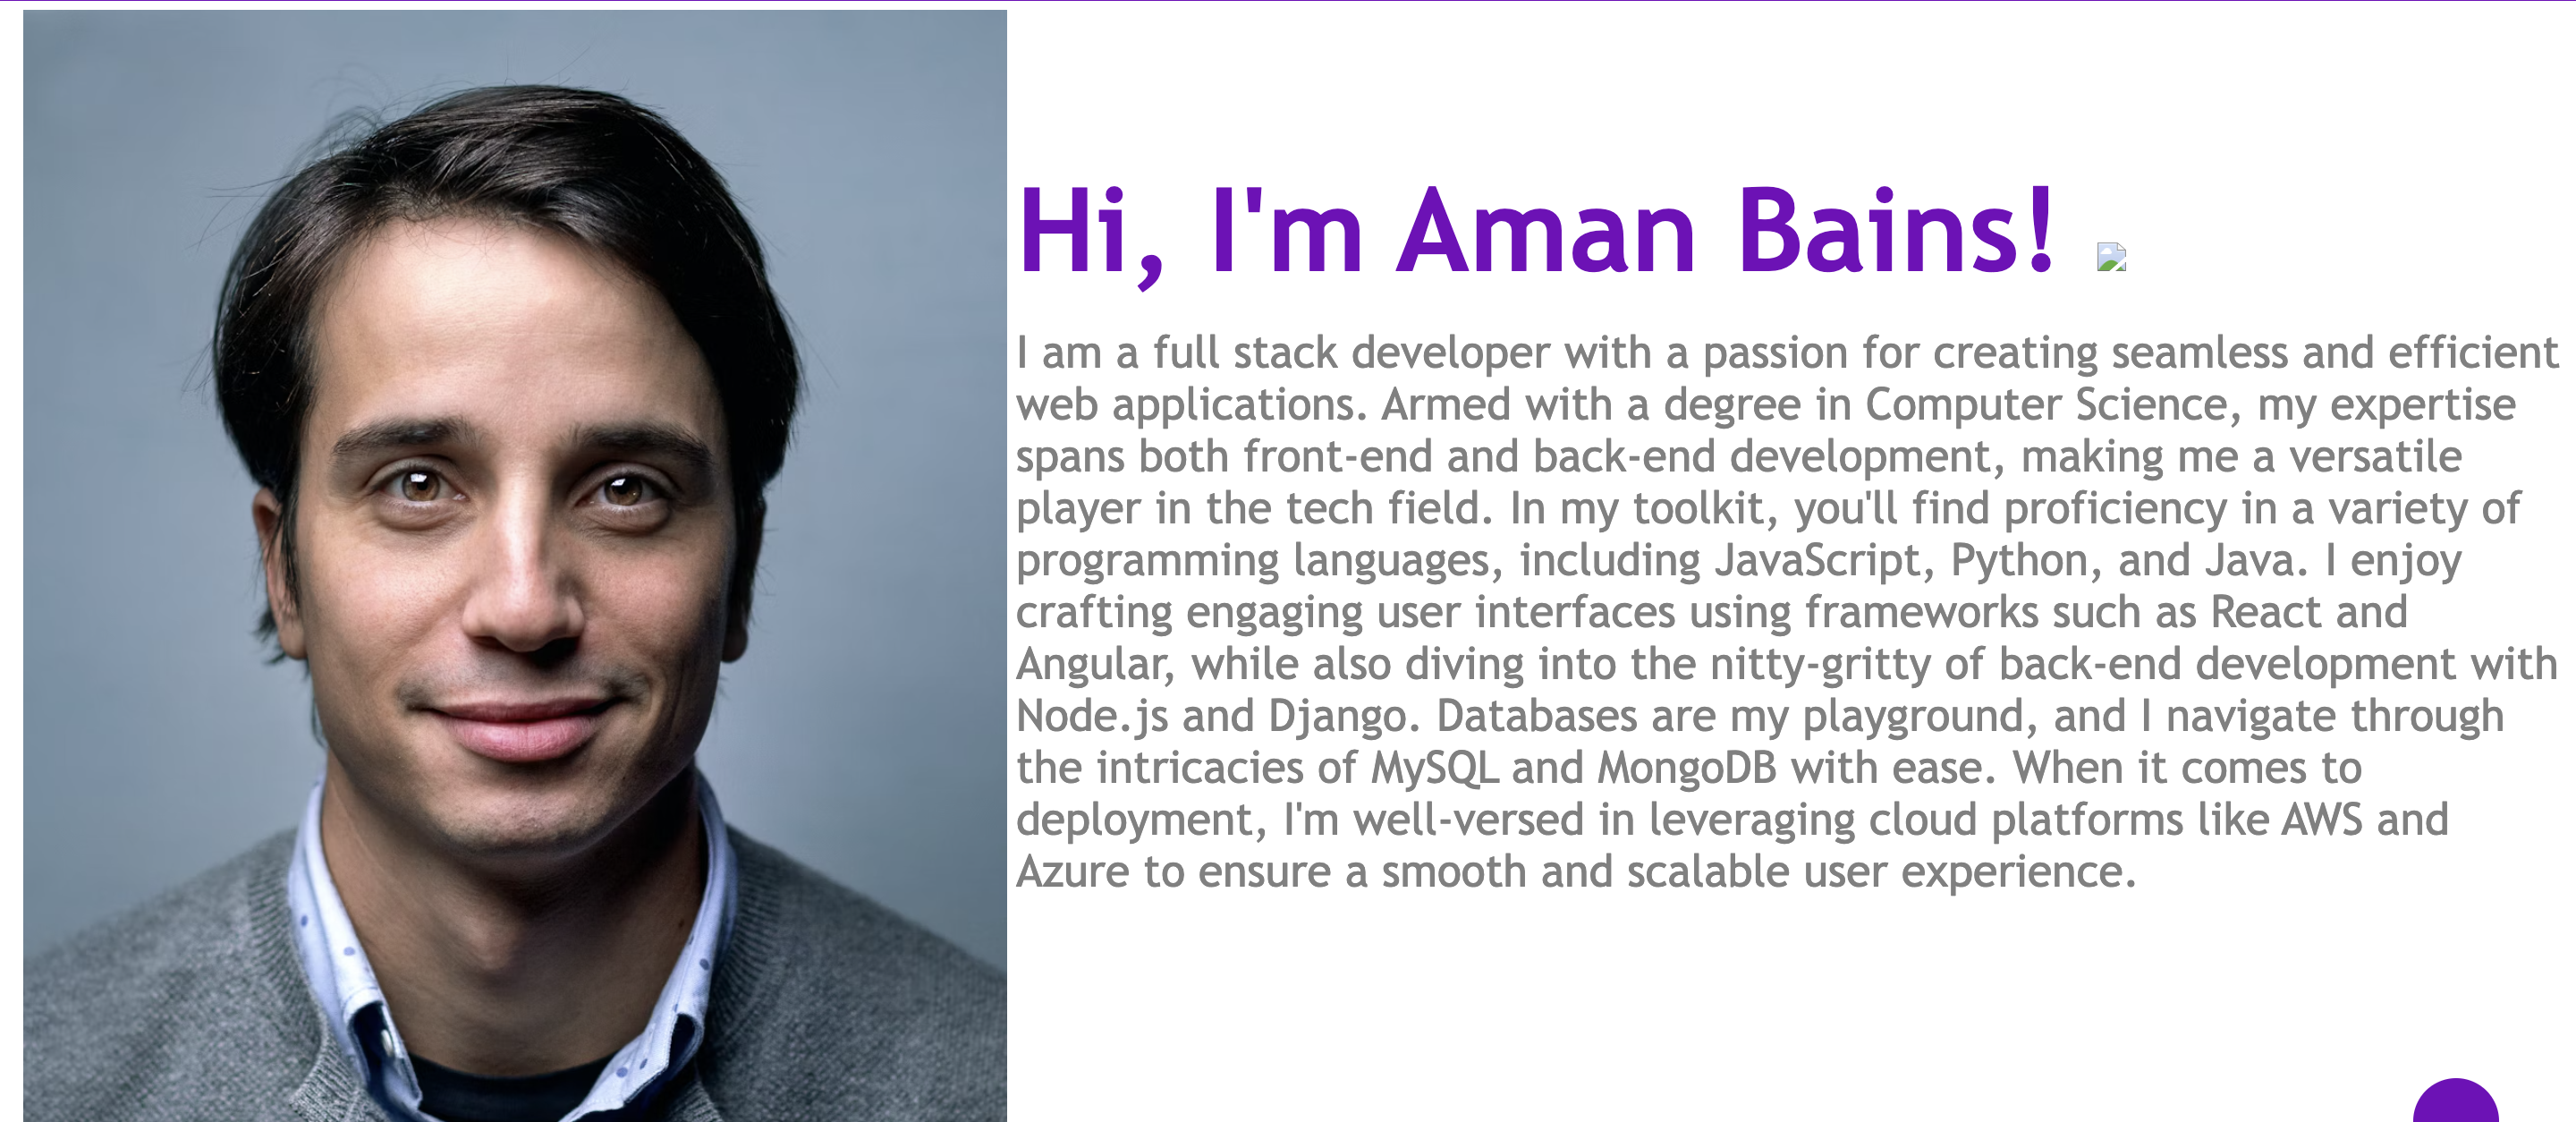 Hi, I'm Aman Bains!
I am a full stack developer with a passion for creating seamless and efficient
web applications. Armed with a degree in Computer Science, my expertise
spans both front-end and back-end development, making me a versatile
player in the tech field. In my toolkit, you'll find proficiency in a variety of
programming languages, including JavaScript, Python, and Java. I enjoy
crafting engaging user interfaces using frameworks such as React and
Angular, while also diving into the nitty-gritty of back-end development with
Node.js and Django. Databases are my playground, and I navigate through
the intricacies of MySQL and MongoDB with ease. When it comes to
deployment, I'm well-versed in leveraging cloud platforms like AWS and
Azure to ensure a smooth and scalable user experience.